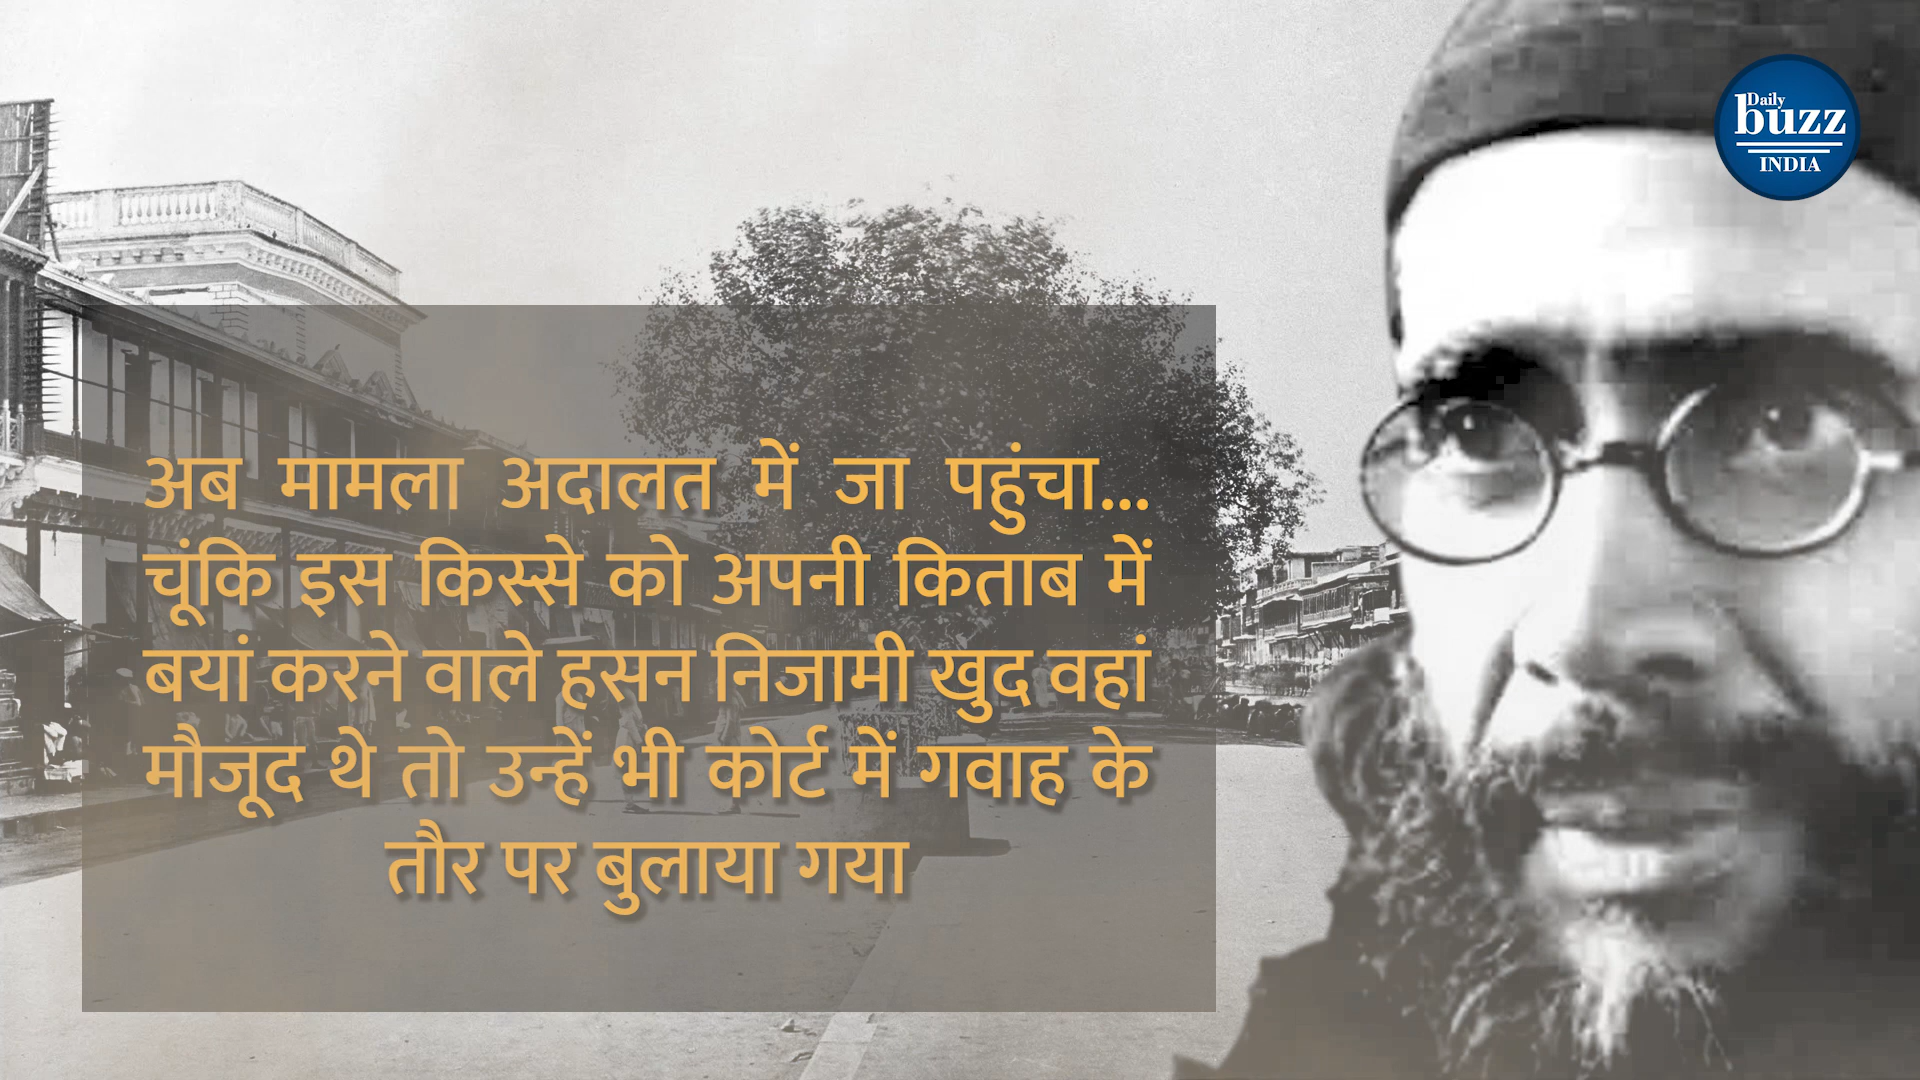 Daily
buzz
INDIA
अब मामला अदालत में जा पहुंचा...
चूंकि इस किस्से को अपनी किताब में
बयां करने वाले हसन निजामी खुद वहां
मौजूद थे तो उन्हें भी कोर्ट में गवाह के
तौर पर बुलाया गया